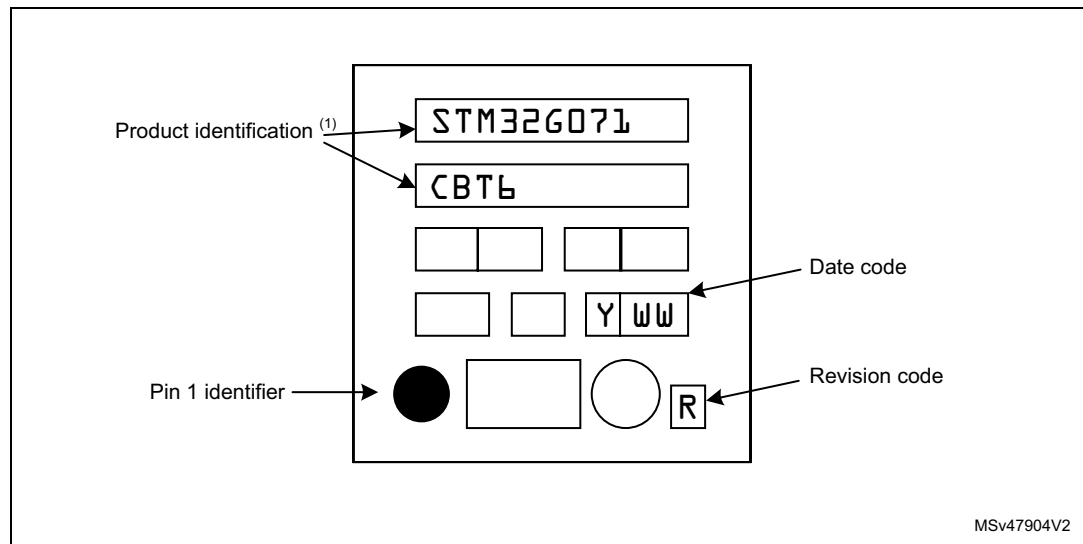 STM32G071
Product identification (1)
CBT6
Date code
Y WW
Pin 1 identifier
Revision code
R
MSv47904V2